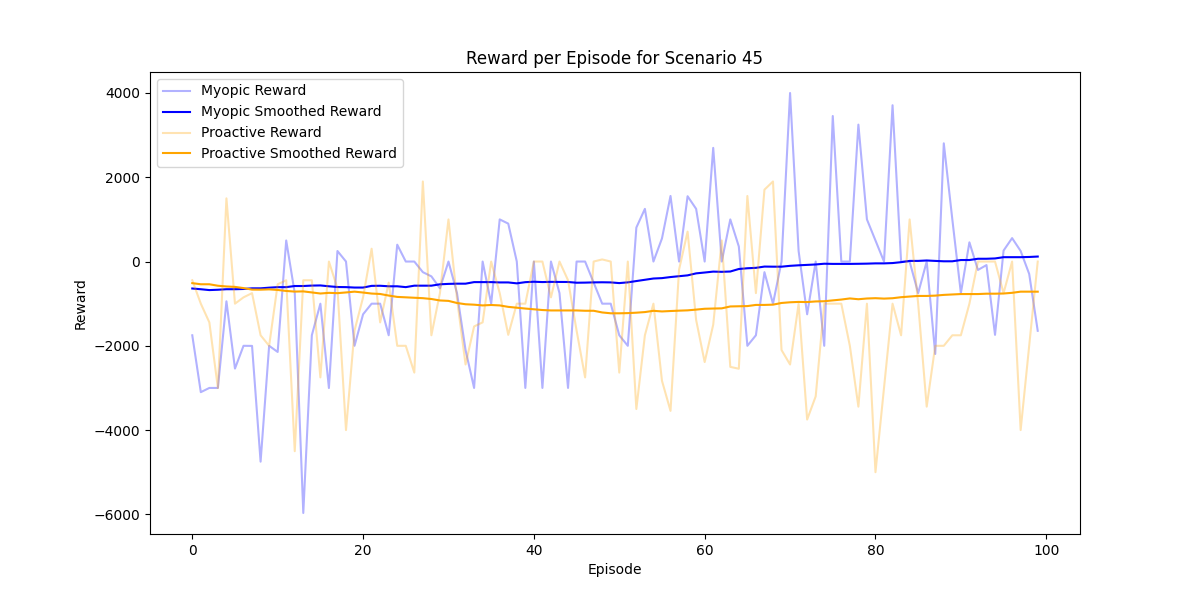 Reward per Episode for Scenario 45
Myopic Reward
Myopic Smoothed Reward
Proactive Reward
Proactive Smoothed Reward
4000
2000
0
−2000
−4000
−6000
Reward
0 20 40 60 80 100
Episode